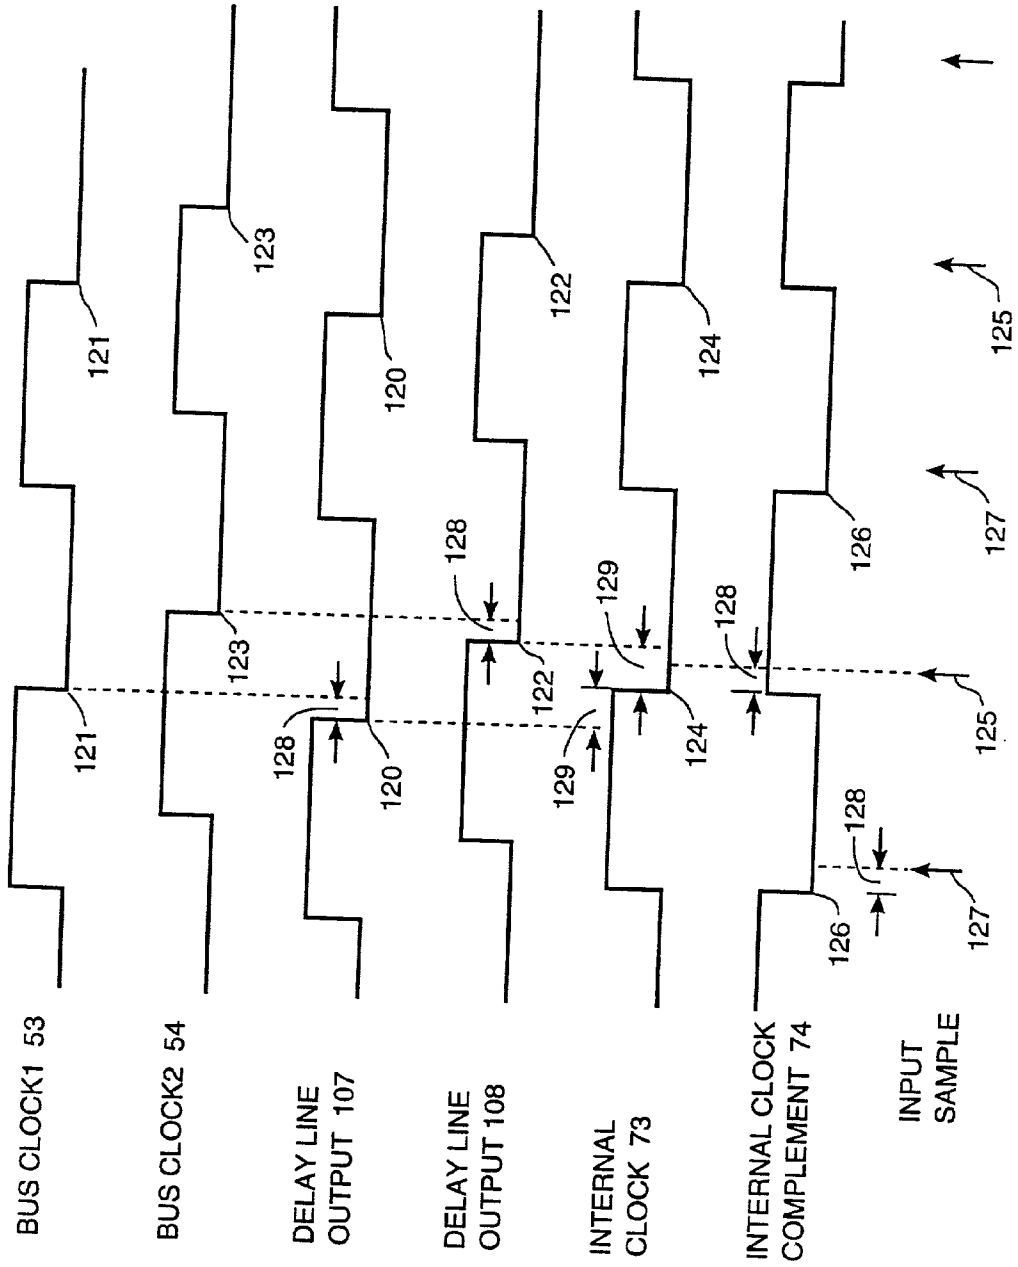 BUS CLOCK1 53
121
121
BUS CLOCK2 54
123
123
DELAY LINE
OUTPUT 107
128
120
120
DELAY LINE
OUTPUT 108
128
122
122
INTERNAL
CLOCK 73
129
129
124
124
INTERNAL CLOCK
COMPLEMENT 74
128
126
126
INPUT
SAMPLE
128
127
125
127
125